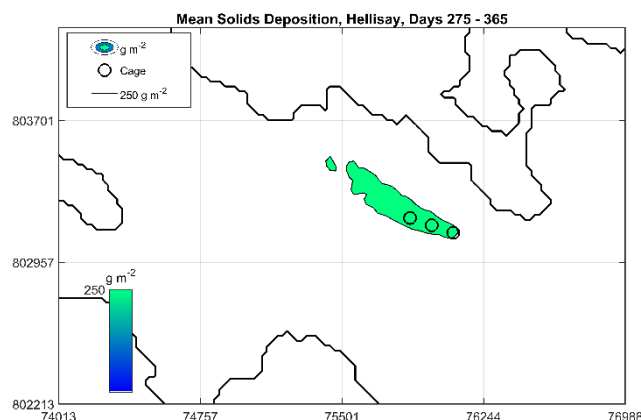 Mean Solids Deposition, Hellisay, Days 275 - 365
g m-2
Cage
250 g m-2
803701
802957
g m-2
250
802213
74013 74757 75501 76244 76988